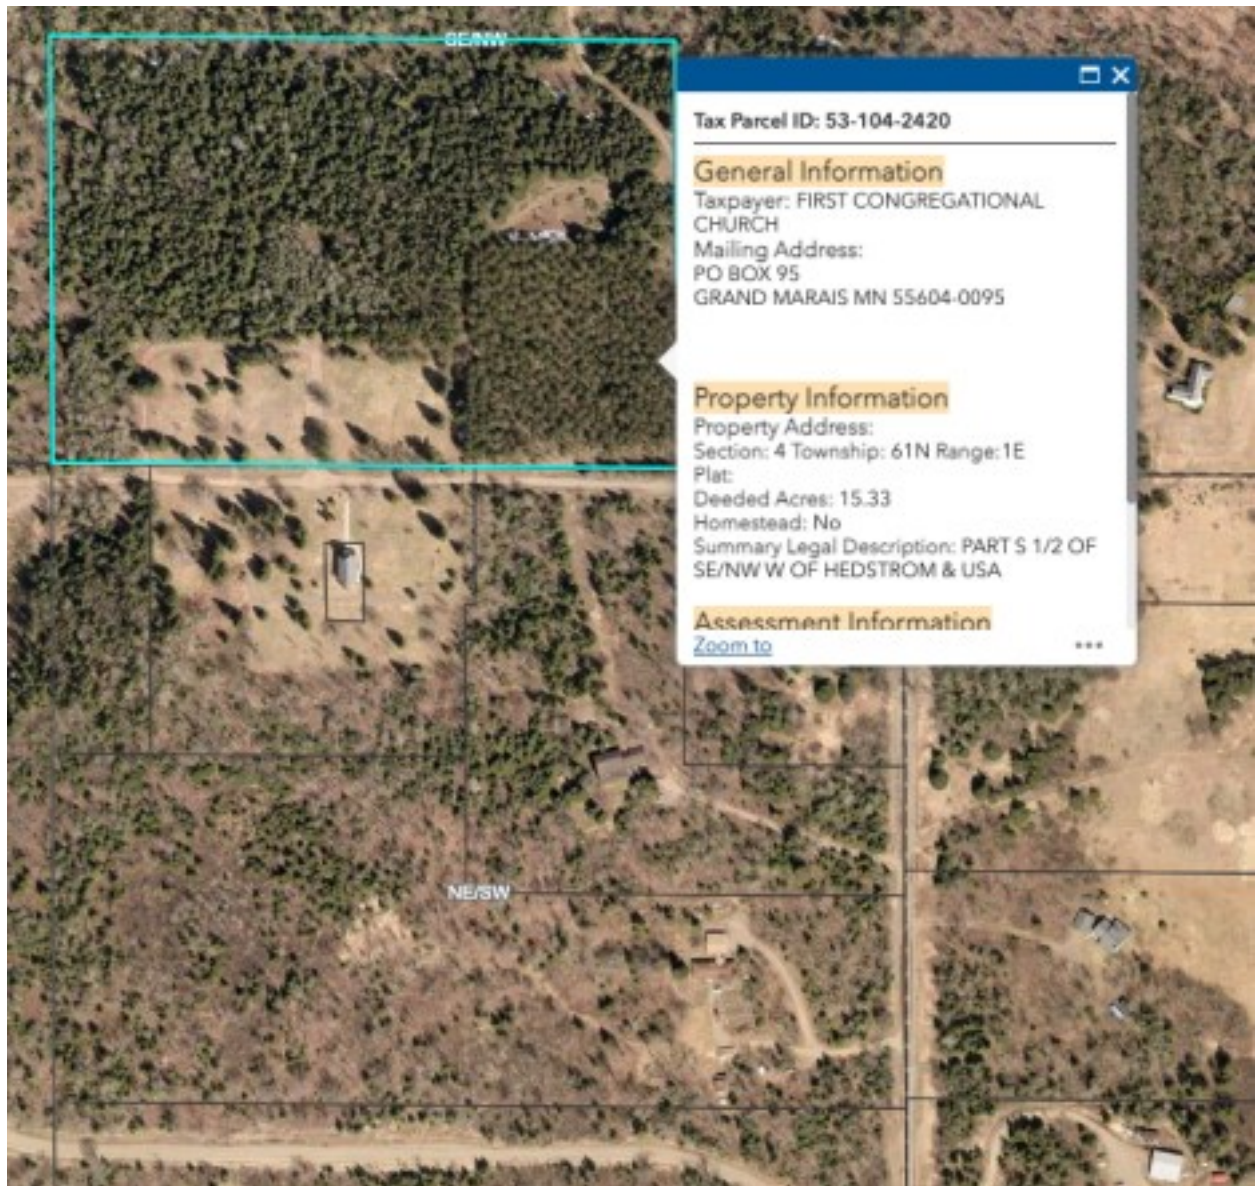 SE/NW
Tax Parcel ID: 53-104-2420
General Information
Taxpayer: FIRST CONGREGATIONAL
CHURCH
Mailing Address:
PO BOX 95
GRAND MARAIS MN 55604-0095
Property Information
Property Address:
Section: 4 Township: 61N Range:1E
Plat:
Deeded Acres: 15.33
Homestead: No
Summary Legal Description: PART S 1/2 OF
SE/NW W OF HEDSTROM & USA
Assessment Information
Zoom to
NE/SW